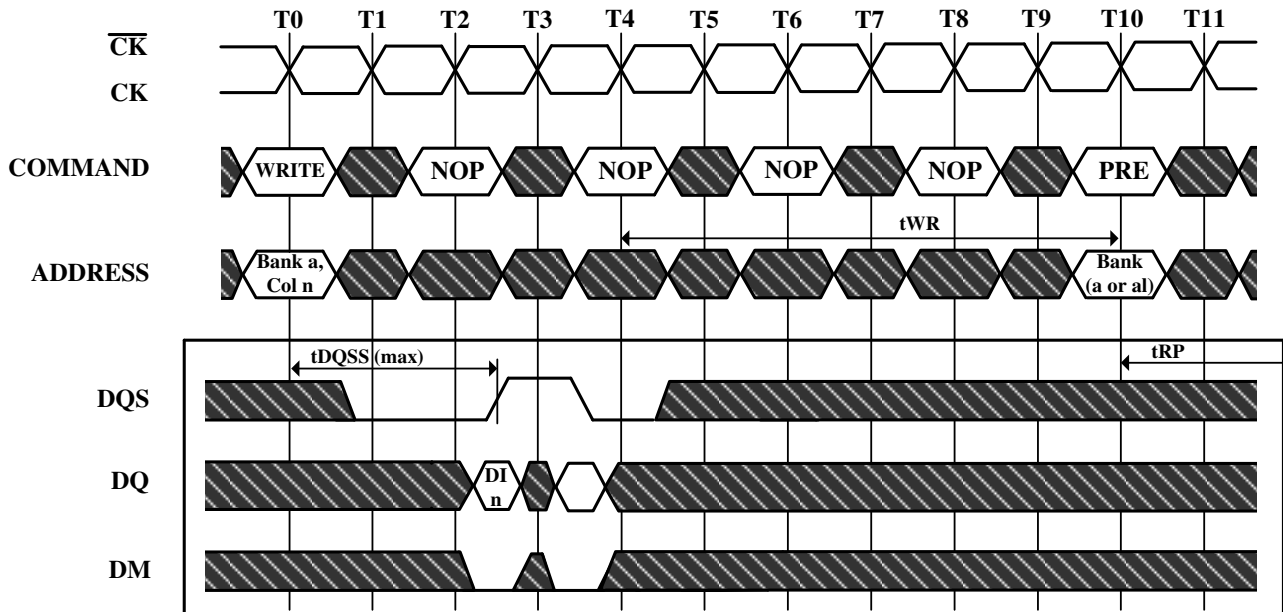 T0 T1 T2 T3 T4 T5 T6 T7 T8 T9 T10 T11
CK
CK
COMMAND
WRITE NOP NOP NOP NOP PRE
tWR
ADDRESS
Bank a,
Col n
Bank
(a or al)
tDQSS (max)
tRP
DQS
DQ
DI
n
DM